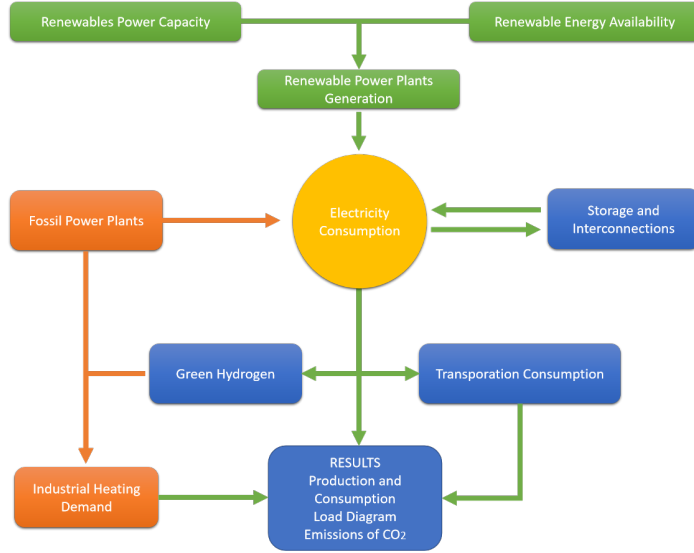 Renewables Power Capacity
Renewable Energy Availability
Renewable Power Plants
Generation
Fossil Power Plants
Electricity
Consumption
Storage and
Interconnections
Green Hydrogen
Transporation Consumption
Industrial Heating
Demand
RESULTS
Production and
Consumption
Load Diagram
Emissions of CO2